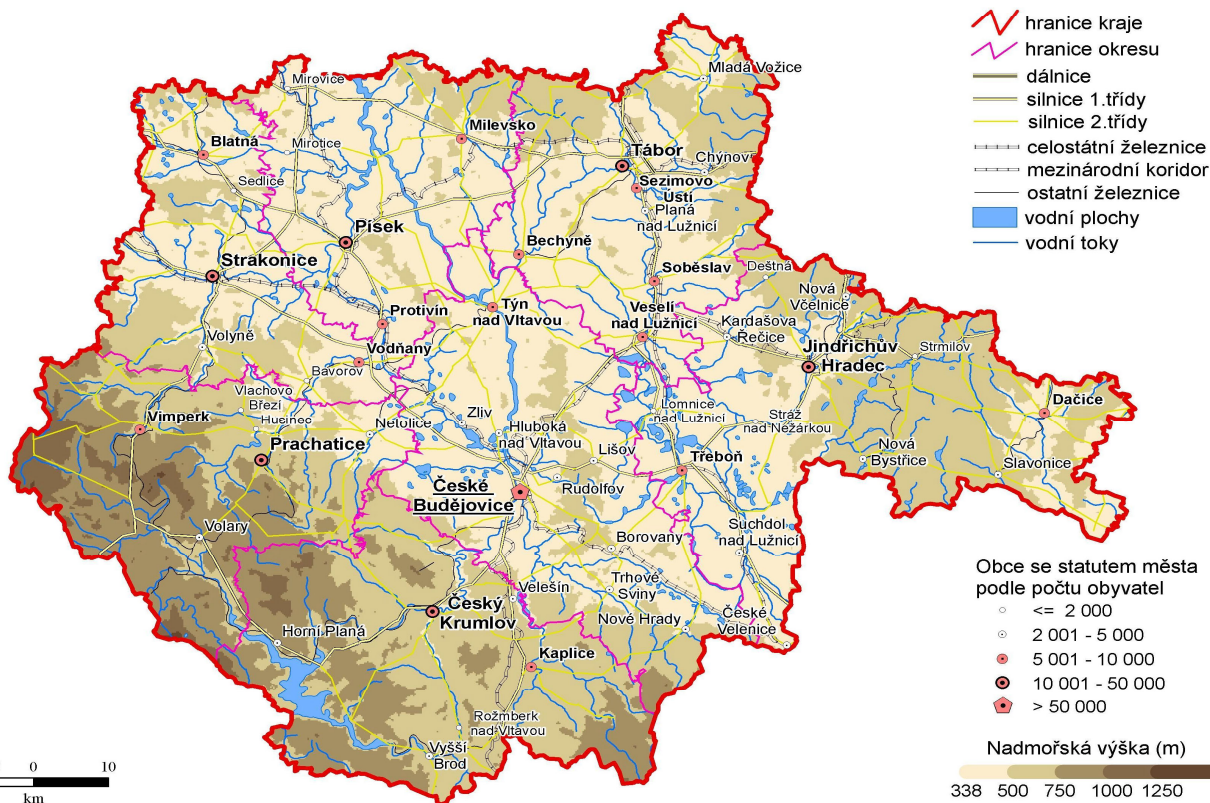 hranice kraje
hranice okresu
dálnice
silnice 1.třídy
silnice 2.třídy
celostátní železnice
mezinárodní koridor
ostatní železnice
vodní plochy
vodní toky
Mladá Vožice
Mirovice
Milevsko
Blatná
Mirotice
Tábor
Chýnov
Sedlice
Sezimovo
Ústí
Planá
nad Lužnicí
Písek
Bechyně
Strakonice
Soběslav
Deštná
Nová
Včelnice
Protivín
Týn
nad Vltavou
Veselí
nad Lužnicí
Kardašova
Řečice
Volyně
Vodňany
Jindřichův
Hradec
Strmilov
Bavorov
Vlachovo
Březí
Husinec
Dačice
Vimperk
Netolice
Zliv
Hluboká
nad Vltavou
Lomnice
nad Lužnicí
Stráž
nad Nežárkou
Prachatice
Lišov
Třeboň
Nová
Bystřice
Slavonice
České
Budějovice
Rudolfov
Volary
Borovany
Suchdol
nad Lužnicí
Velešín
Trhové
Sviny
Český
Krumlov
Nové Hrady
České
Velenice
Horní Planá
Kaplice
Rožmberk
nad Vltavou
Vyšší
Brod
Obce se statutem města
podle počtu obyvatel
<= 2 000
2 001 - 5 000
5 001 - 10 000
10 001 - 50 000
> 50 000
Nadmořská výška (m)
338 500 750 1000 1250
0 10
km